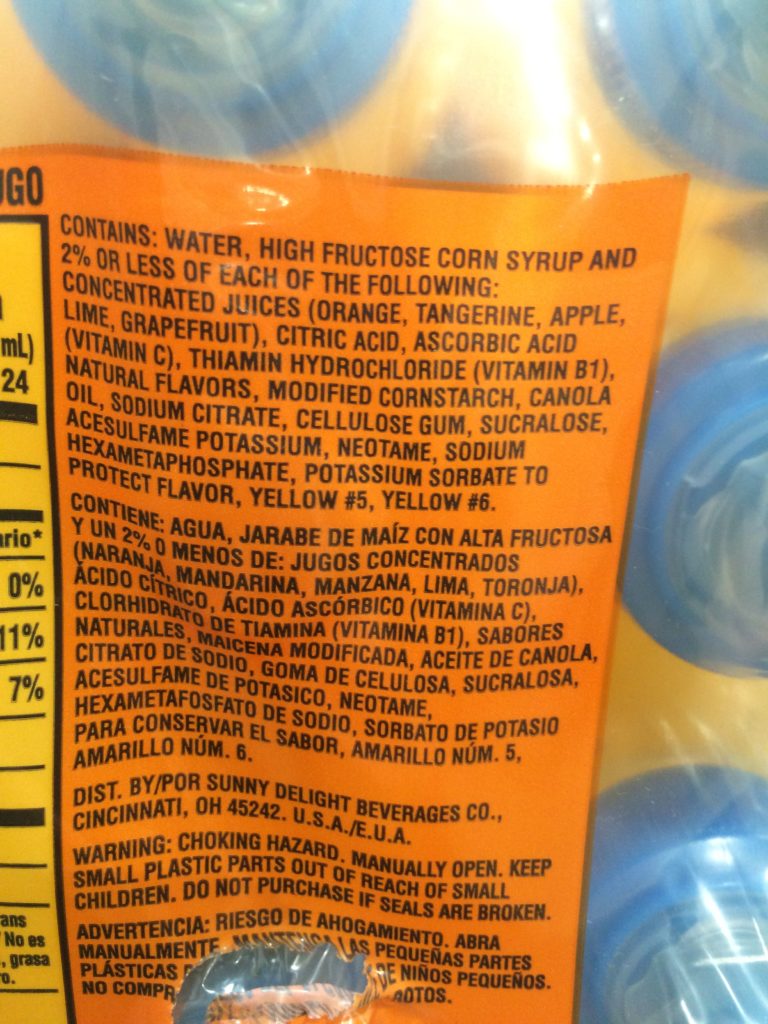 UGO
mL)
24
ario*
0%
11%
7%
ans
No es
, grasa
ro.
CONTAINS: WATER, HIGH FRUCTOSE CORN SYRUP AND
2% OR LESS OF EACH OF THE FOLLOWING:
CONCENTRATED JUICES (ORANGE, TANGERINE, APPLE,
LIME, GRAPEFRUIT), CITRIC ACID, ASCORBIC ACID
(VITAMIN C), THIAMIN HYDROCHLORIDE (VITAMIN B1),
NATURAL FLAVORS, MODIFIED CORNSTARCH, CANOLA
OIL, SODIUM CITRATE, CELLULOSE GUM, SUCRALOSE,
ACESULFAME POTASSIUM, NEOTAME, SODIUM
HEXAMETAPHOSPHATE, POTASSIUM SORBATE TO
PROTECT FLAVOR, YELLOW #5, YELLOW #6.
CONTIENE: AGUA, JARABE DE MAÍZ CON ALTA FRUCTOSA
Y UN 2% O MENOS DE: JUGOS CONCENTRADOS
(NARANJA, MANDARINA, MANZANA, LIMA, TORONJA),
ÁCIDO CÍTRICO, ÁCIDO ASCÓRBICO (VITAMINA C),
CLORHIDRATO DE TIAMINA (VITAMINA B1), SABORES
NATURALES, MAICENA MODIFICADA, ACEITE DE CANOLA,
CITRATO DE SODIO, GOMA DE CELULOSA, SUCRALOSA,
ACESULFAME DE POTASICO, NEOTAME,
HEXAMETAFOSFATO DE SODIO, SORBATO DE POTASIO
PARA CONSERVAR EL SABOR, AMARILLO NÚM. 5,
AMARILLO NÚM. 6.
DIST. BY/POR SUNNY DELIGHT BEVERAGES CO.,
CINCINNATI, OH 45242. U.S.A./E.U.A.
WARNING: CHOKING HAZARD. MANUALLY OPEN. KEEP
SMALL PLASTIC PARTS OUT OF REACH OF SMALL
CHILDREN. DO NOT PURCHASE IF SEALS ARE BROKEN.
ADVERTENCIA: RIESGO DE AHOGAMIENTO. ABRA
MANUALMENTE. MANTENGA LAS PEQUEÑAS PARTES
PLÁSTICAS DE NIÑOS PEQUEÑOS.
NO COMPR ROTOS.